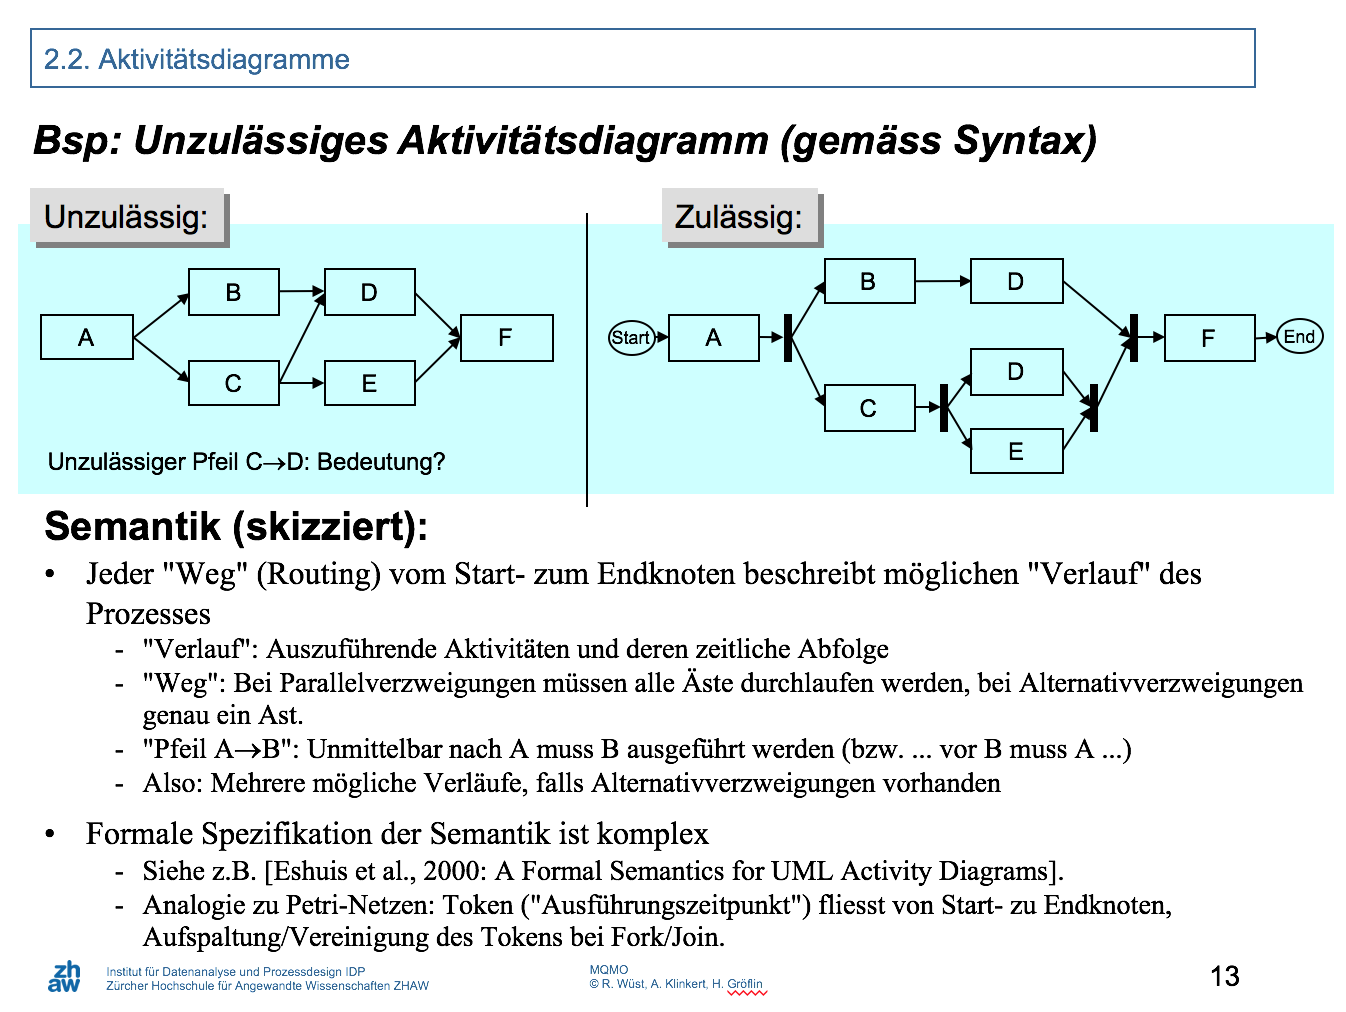 2.2. Aktivitätsdiagramme
Bsp: Unzulässiges Aktivitätsdiagramm (gemäss Syntax)
Unzulässig:
A
B
C
D
E
F
Unzulässiger Pfeil C→D: Bedeutung?
Zulässig:
Start
A
B
C
D
D
E
F
End
Semantik (skizziert):
• Jeder "Weg" (Routing) vom Start- zum Endknoten beschreibt möglichen "Verlauf" des
Prozesses
- "Verlauf": Auszuführende Aktivitäten und deren zeitliche Abfolge
- "Weg": Bei Parallelverzweigungen müssen alle Äste durchlaufen werden, bei Alternativverzweigungen
genau ein Ast.
- "Pfeil A→B": Unmittelbar nach A muss B ausgeführt werden (bzw. ... vor B muss A ...)
- Also: Mehrere mögliche Verläufe, falls Alternativverzweigungen vorhanden
• Formale Spezifikation der Semantik ist komplex
- Siehe z.B. [Eshuis et al., 2000: A Formal Semantics for UML Activity Diagrams].
- Analogie zu Petri-Netzen: Token ("Ausführungszeitpunkt") fliesst von Start- zu Endknoten,
Aufspaltung/Vereinigung des Tokens bei Fork/Join.
zh
aw
Institut für Datenanalyse und Prozessdesign IDP
Zürcher Hochschule für Angewandte Wissenschaften ZHAW
MQMO
© R. Wüst, A. Klinkert, H. Gröflin
13